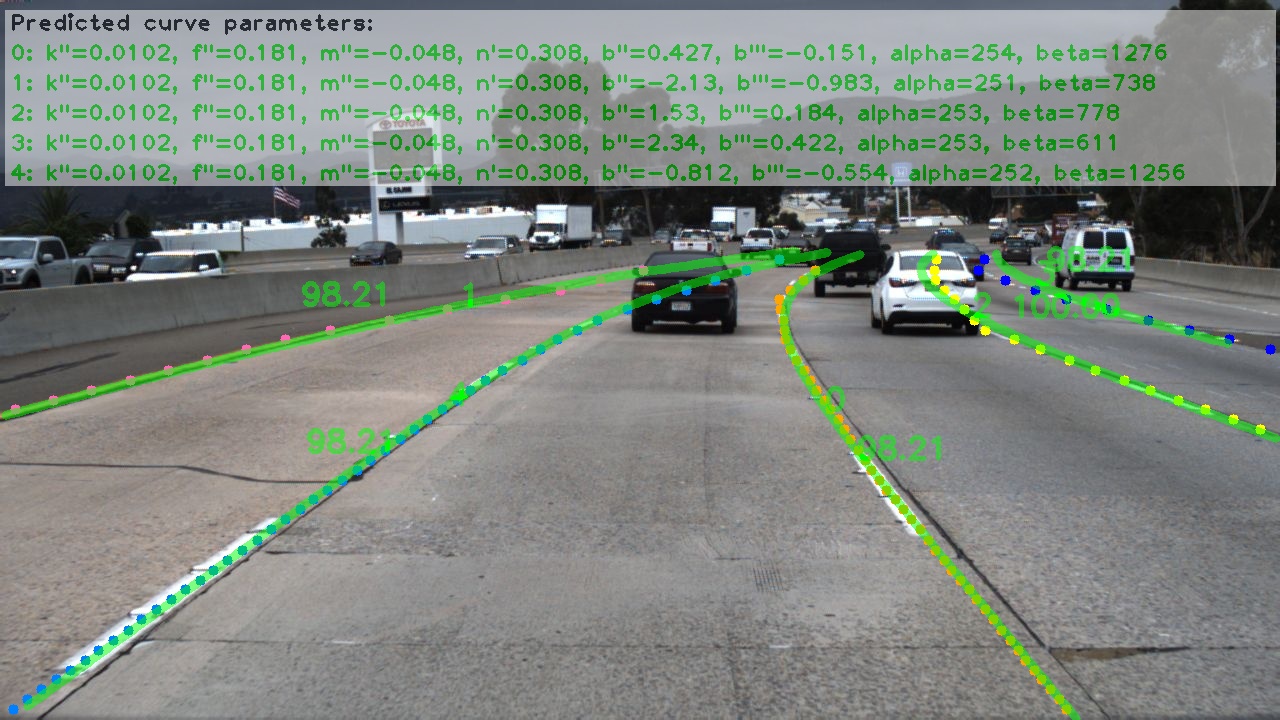 Predicted curve parameters:
0: k''=0.0102, f''=0.181, m''=-0.048, n'=0.308, b''=0.427, b'''=-0.151, alpha=254, beta=1276
1: k''=0.0102, f''=0.181, m''=-0.048, n'=0.308, b''=-2.13, b'''=-0.983, alpha=251, beta=738
2: k''=0.0102, f''=0.181, m''=-0.048, n'=0.308, b''=1.53, b'''=0.184, alpha=253, beta=778
3: k''=0.0102, f''=0.181, m''=-0.048, n'=0.308, b''=2.34, b'''=0.422, alpha=253, beta=611
4: k''=0.0102, f''=0.181, m''=-0.048, n'=0.308, b''=-0.812, b'''=-0.554, alpha=252, beta=1256
TOYOTA
EL CAJON
LEXUS
98.21
98.21 1
2 100.00
98.21
98.21